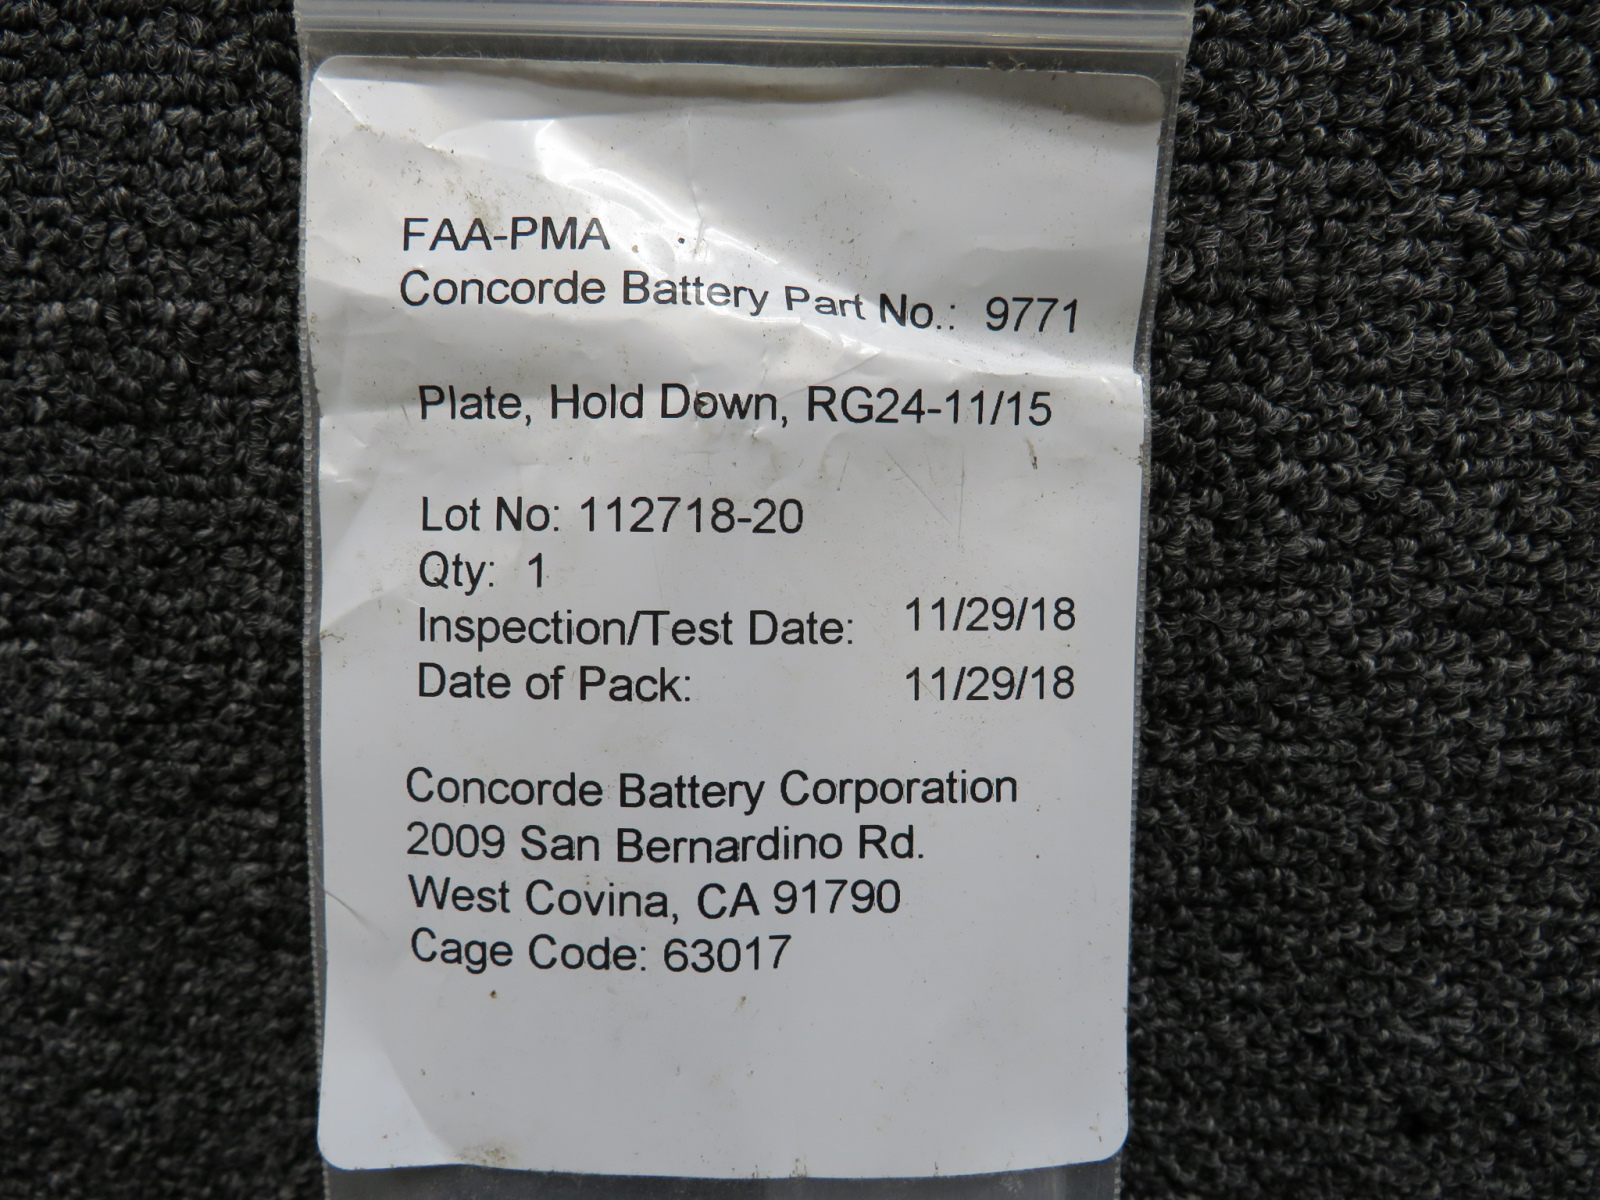 FAA-PMA
Concorde Battery Part No.: 9771
Plate, Hold Down, RG24-11/15
Lot No: 112718-20
Qty: 1
Inspection/Test Date: 11/29/18
Date of Pack: 11/29/18
Concorde Battery Corporation
2009 San Bernardino Rd.
West Covina, CA 91790
Cage Code: 63017